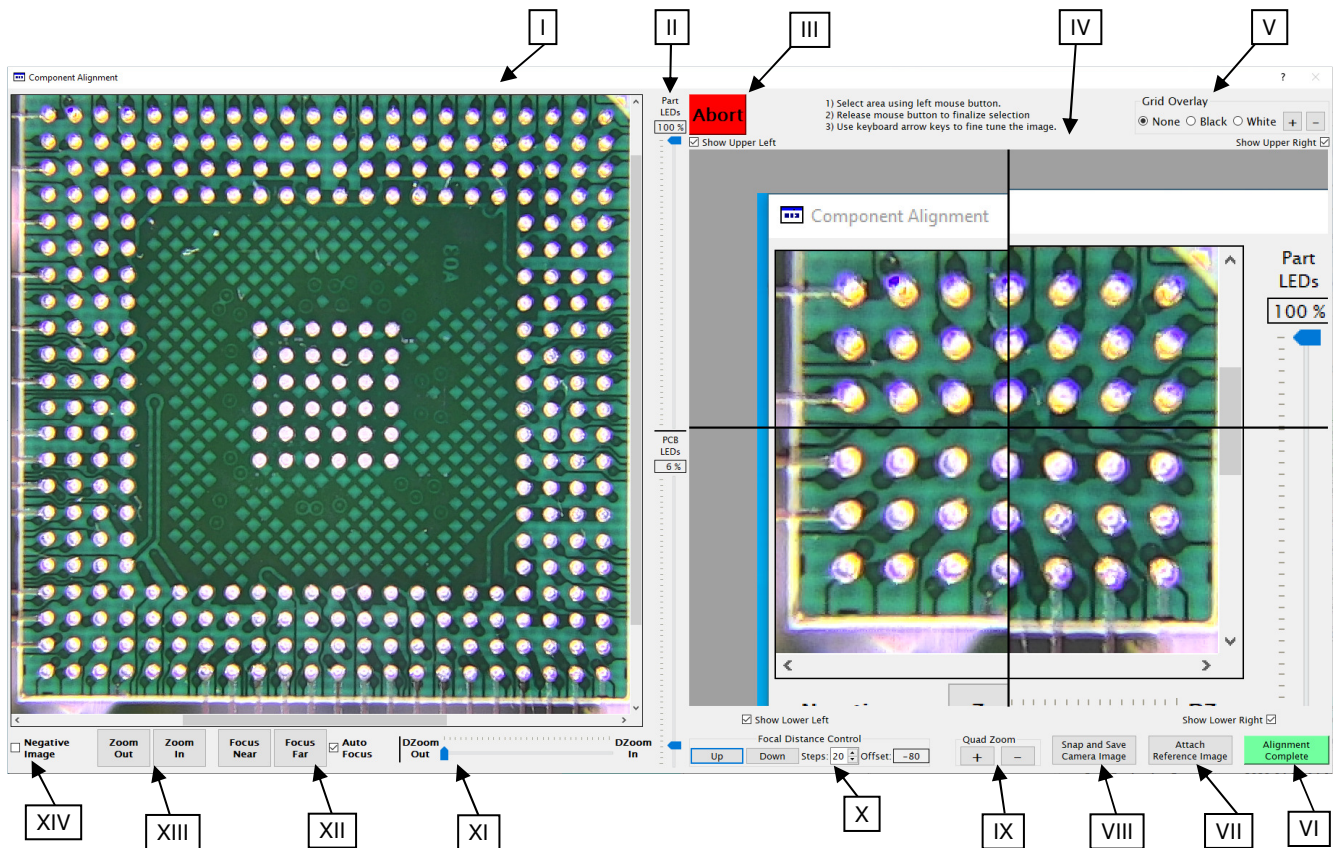 I
II
III
IV
V
Component Alignment
?
Part
LEDs
100 %
Abort
1) Select area using left mouse button.
2) Release mouse button to finalize selection
3) Use keyboard arrow keys to fine tune the image.
Grid Overlay
None Black White + -
Show Upper Left
Show Upper Right
Component Alignment
Part
LEDs
100 %
A03
PCB
LEDs
6 %
Show Lower Left
Show Lower Right
Negative
Image
Zoom
Out
Zoom
In
Focus
Near
Focus
Far
Auto
Focus
DZoom
Out
DZoom
In
Focal Distance Control
Up Down Steps: 20 Offset: -80
Quad Zoom
+ -
Snap and Save
Camera Image
Attach
Reference Image
Alignment
Complete
XIV
XIII
XII
XI
X
IX
VIII
VII
VI